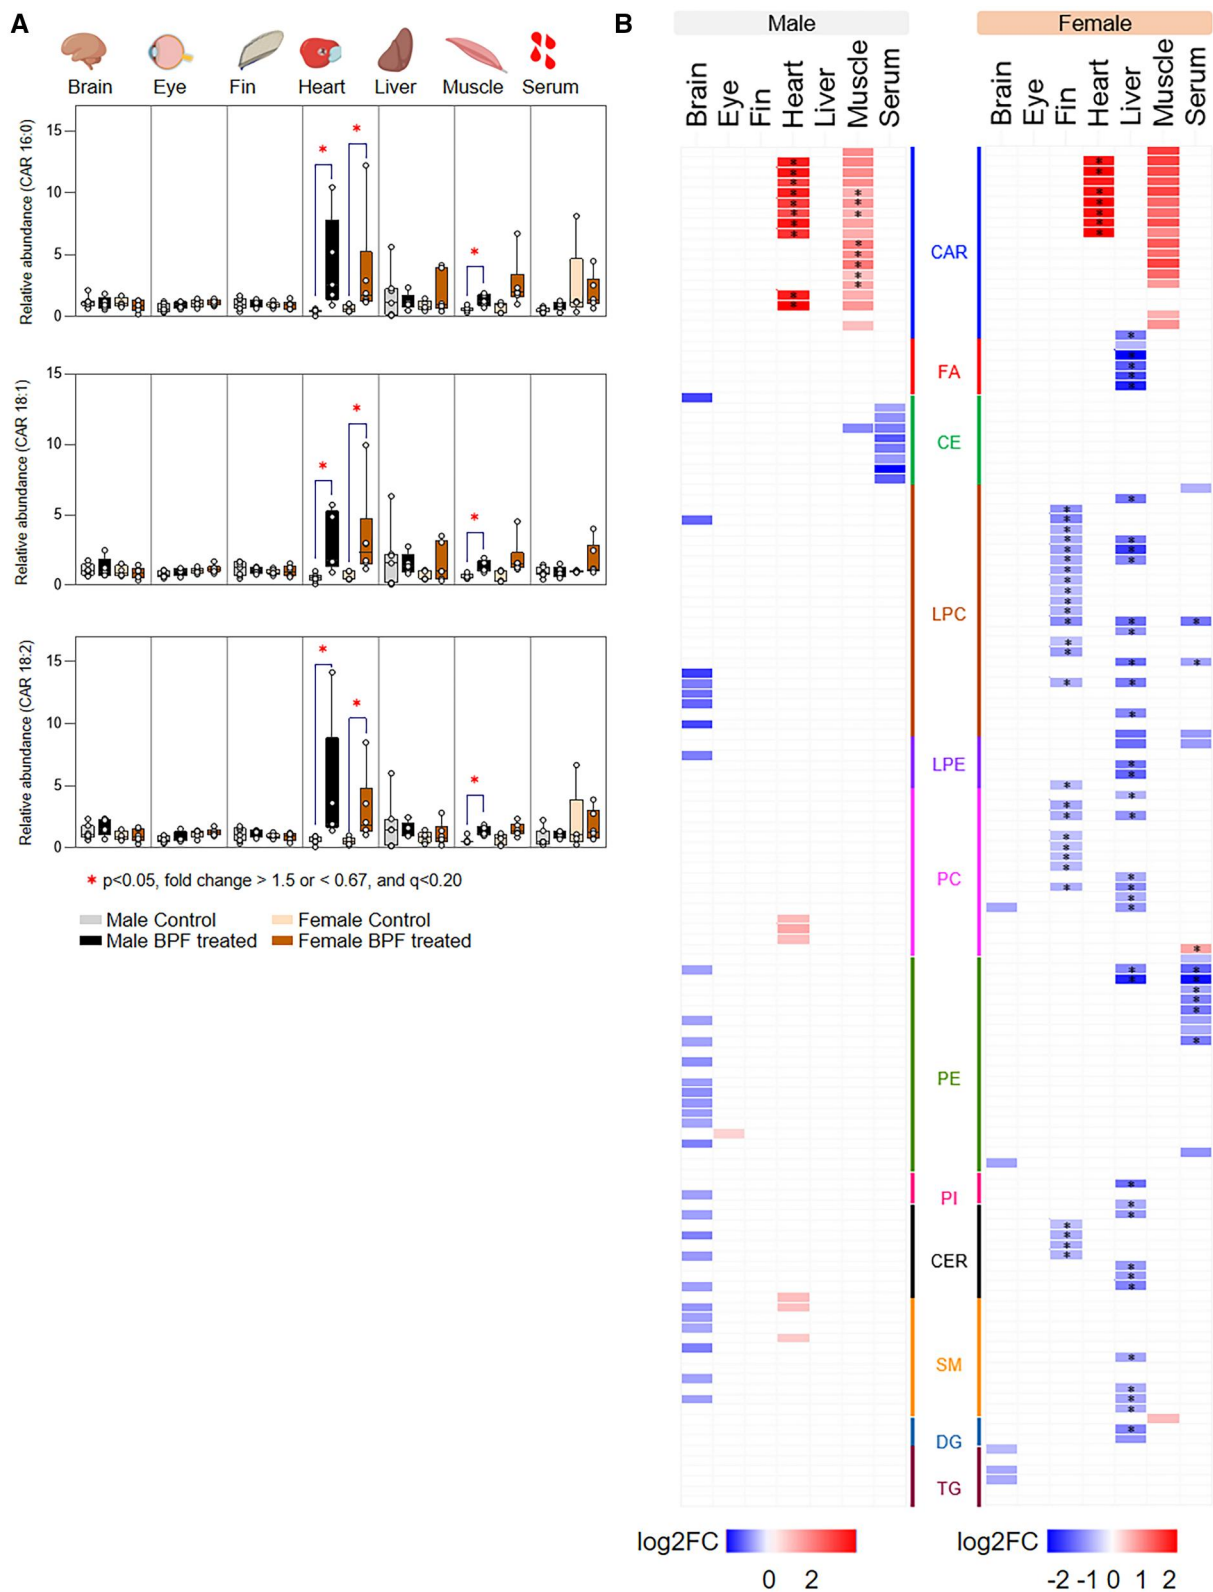 A
Brain Eye Fin Heart Liver Muscle Serum
Relative abundance (CAR 16:0)
15
10
5
0
* * *
Relative abundance (CAR 18:1)
15
10
5
0
* * *
Relative abundance (CAR 18:2)
15
10
5
0
* * *
* p<0.05, fold change > 1.5 or < 0.67, and q<0.20
Male Control Female Control
Male BPF treated Female BPF treated
B
Male Female
Brain Eye Fin Heart Liver Muscle Serum
Brain Eye Fin Heart Liver Muscle Serum
CAR
FA
CE
LPC
LPE
PC
PE
PI
CER
SM
DG
TG
log2FC
0 2
log2FC
-2 -1 0 1 2